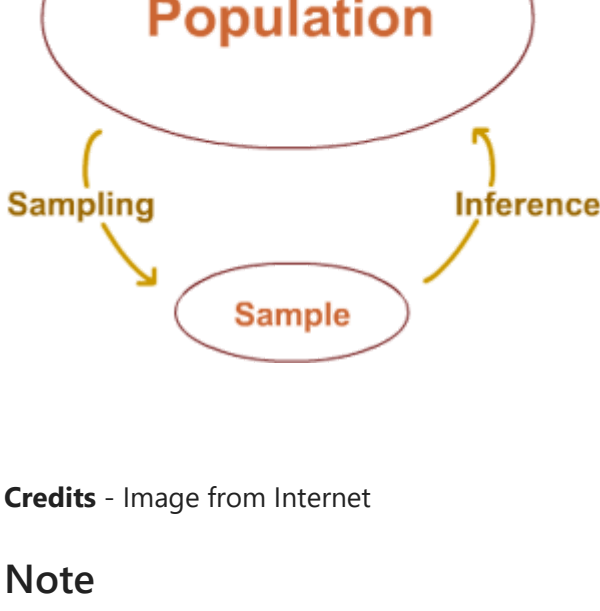 Population
Sampling
Inference
Sample
Credits - Image from Internet
Note